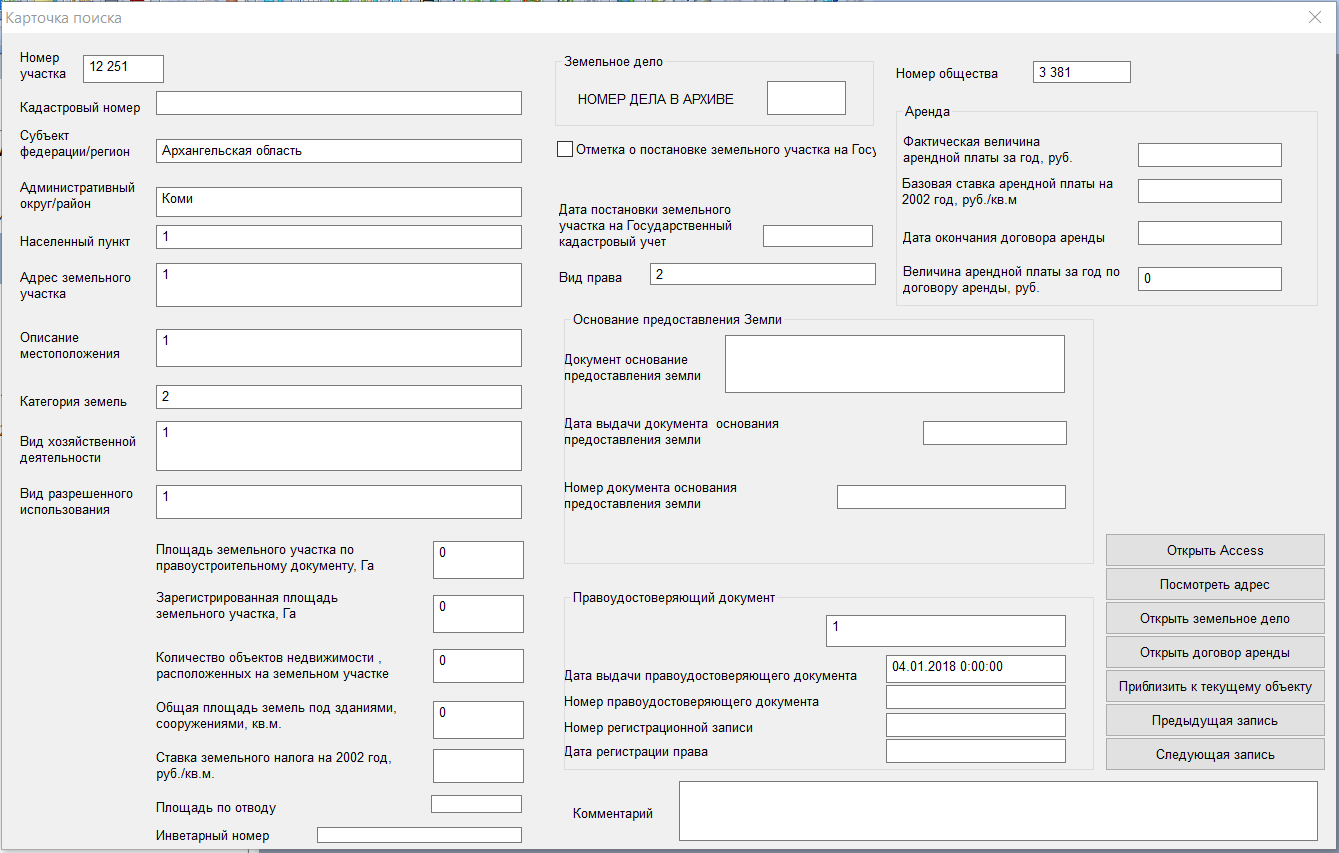 Карточка поиска
Номер
участка
12 251
Кадастровый номер
Субъект
федерации/регион
Архангельская область
Административный
округ/район
Коми
Населенный пункт
1
Адрес земельного
участка
1
Описание
местоположения
1
Категория земель
2
Вид хозяйственной
деятельности
1
Вид разрешенного
использования
1
Площадь земельного участка по
правоустроительному документу, Га
0
Зарегистрированная площадь
земельного участка, Га
0
Количество объектов недвижимости ,
расположенных на земельном участке
0
Общая площадь земель под зданиями,
сооружениями, кв.м.
0
Ставка земельного налога на 2002 год,
руб./кв.м.
Площадь по отводу
Инветарный номер
Земельное дело
НОМЕР ДЕЛА В АРХИВЕ
Отметка о постановке земельного участка на Госу
Дата постановки земельного
участка на Государственный
кадастровый учет
Вид права
2
Номер общества
3 381
Аренда
Фактическая величина
арендной платы за год, руб.
Базовая ставка арендной платы на
2002 год, руб./кв.м
Дата окончания договора аренды
Величина арендной платы за год по
договору аренды, руб.
0
Основание предоставления Земли
Документ основание
предоставления земли
Дата выдачи документа основания
предоставления земли
Номер документа основания
предоставления земли
Правоудостоверяющий документ
1
Дата выдачи правоудостоверяющего документа
04.01.2018 0:00:00
Номер правоудостоверяющего документа
Номер регистрационной записи
Дата регистрации права
Комментарий
Открыть Access
Посмотреть адрес
Открыть земельное дело
Открыть договор аренды
Приблизить к текущему объекту
Предыдущая запись
Следующая запись